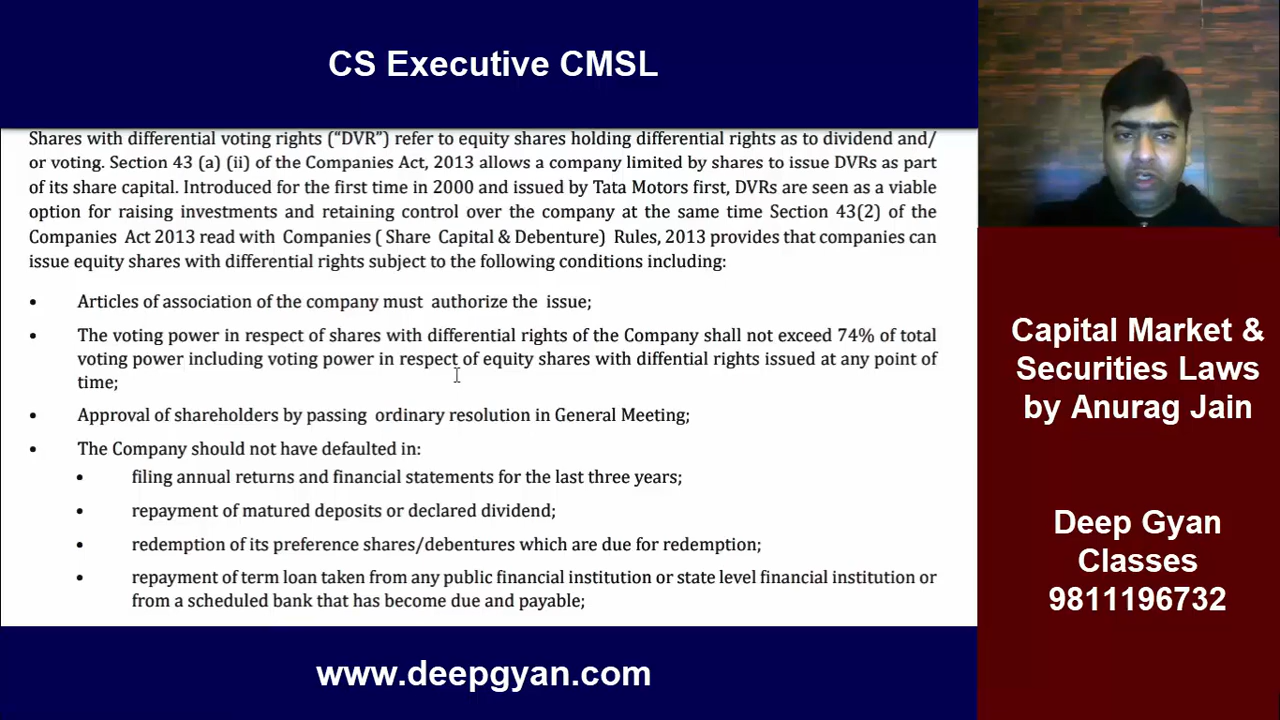 CS Executive CMSL
Shares with differential voting rights (“DVR”) refer to equity shares holding differential rights as to dividend and/
or voting. Section 43 (a) (ii) of the Companies Act, 2013 allows a company limited by shares to issue DVRs as part
of its share capital. Introduced for the first time in 2000 and issued by Tata Motors first, DVRs are seen as a viable
option for raising investments and retaining control over the company at the same time Section 43(2) of the
Companies Act 2013 read with Companies ( Share Capital & Debenture) Rules, 2013 provides that companies can
issue equity shares with differential rights subject to the following conditions including:
• Articles of association of the company must authorize the issue;
• The voting power in respect of shares with differential rights of the Company shall not exceed 74% of total
voting power including voting power in respect of equity shares with diffential rights issued at any point of
time;
• Approval of shareholders by passing ordinary resolution in General Meeting;
• The Company should not have defaulted in:
• filing annual returns and financial statements for the last three years;
• repayment of matured deposits or declared dividend;
• redemption of its preference shares/debentures which are due for redemption;
• repayment of term loan taken from any public financial institution or state level financial institution or
from a scheduled bank that has become due and payable;
www.deepgyan.com
Capital Market &
Securities Laws
by Anurag Jain
Deep Gyan
Classes
9811196732